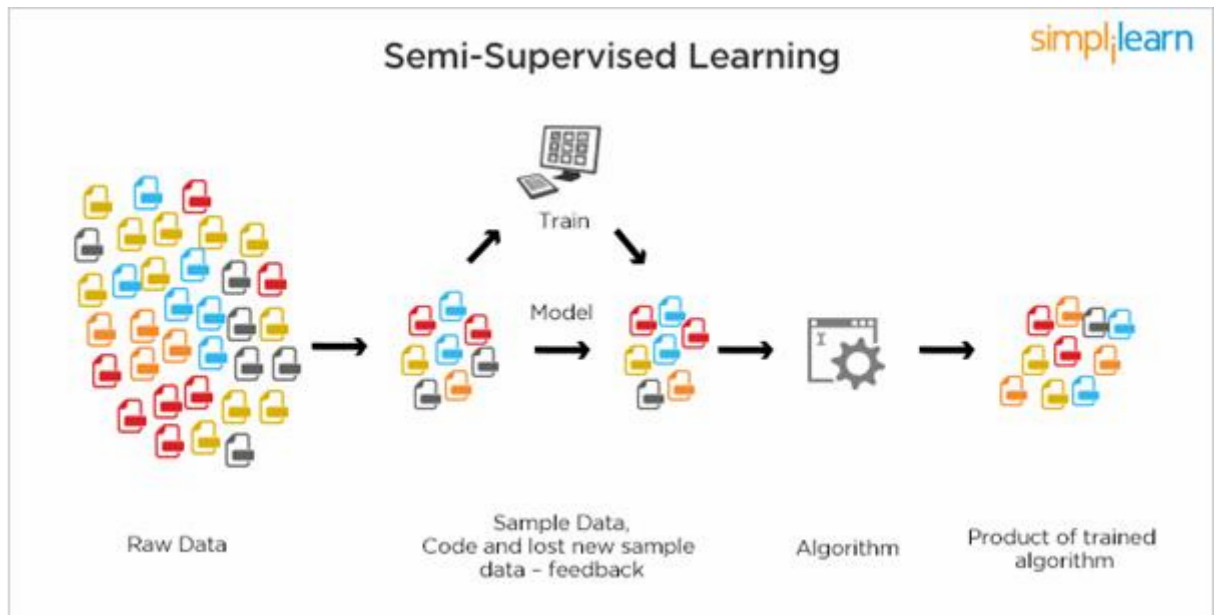 simplilearn
Semi-Supervised Learning
Train
Model
Raw Data
Sample Data,
Code and lost new sample
data – feedback
Algorithm
Product of trained
algorithm